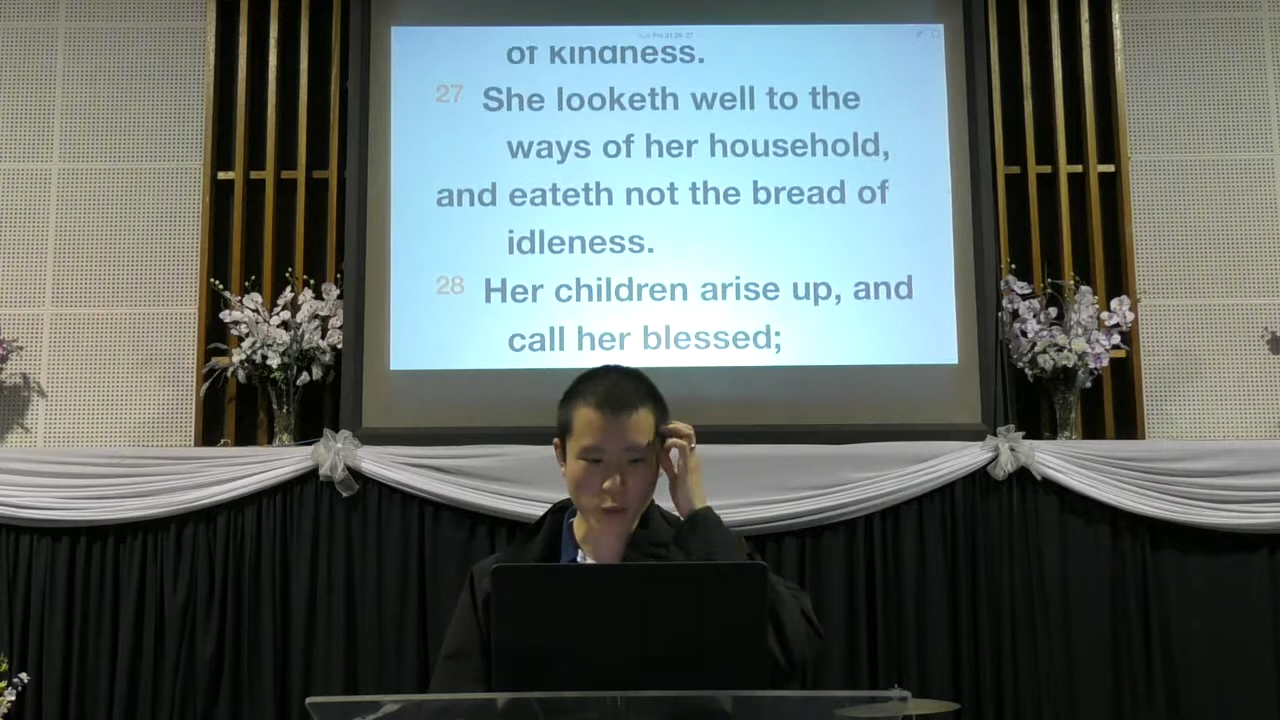 of kindness.
27 She looketh well to the
ways of her household,
and eateth not the bread of
idleness.
28 Her children arise up, and
call her blessed;